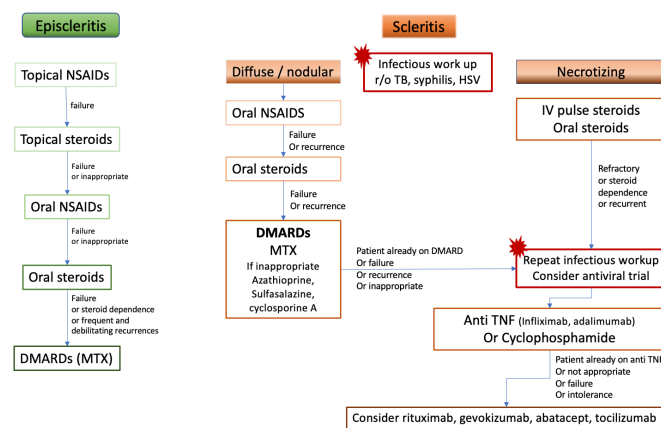 Episcleritis
Topical NSAIDs
failure
Topical steroids
Failure
or inappropriate
Oral NSAIDs
Failure
or inappropriate
Oral steroids
Failure
or steroid dependence
or frequent and
debilitating recurrences
DMARDs (MTX)
Scleritis
Infectious work up
r/o TB, syphilis, HSV
Diffuse / nodular
Oral NSAIDS
Failure
Or recurrence
Oral steroids
Failure
Or recurrence
DMARDs
MTX
If inappropriate
Azathioprine,
Sulfasalazine,
cyclosporine A
Patient already on DMARD
Or failure
Or recurrence
Or inappropriate
Necrotizing
IV pulse steroids
Oral steroids
Refractory
or steroid
dependence
or recurrent
Repeat infectious workup
Consider antiviral trial
Anti TNF (Infliximab, adalimumab)
Or Cyclophosphamide
Patient already on anti TNF
Or not appropriate
Or failure
Or intolerance
Consider rituximab, gevokizumab, abatacept, tocilizumab